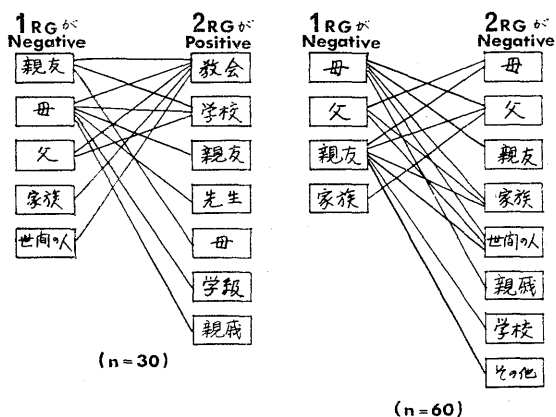 1RGが
Negative
2RGが
Positive
親友
母
父
家族
世間の人
教会
学校
親友
先生
母
学級
親戚
(n=30)
1RGが
Negative
2RGが
Negative
母
父
親友
家族
母
父
親友
家族
世間の人
親戚
学校
その他
(n=60)